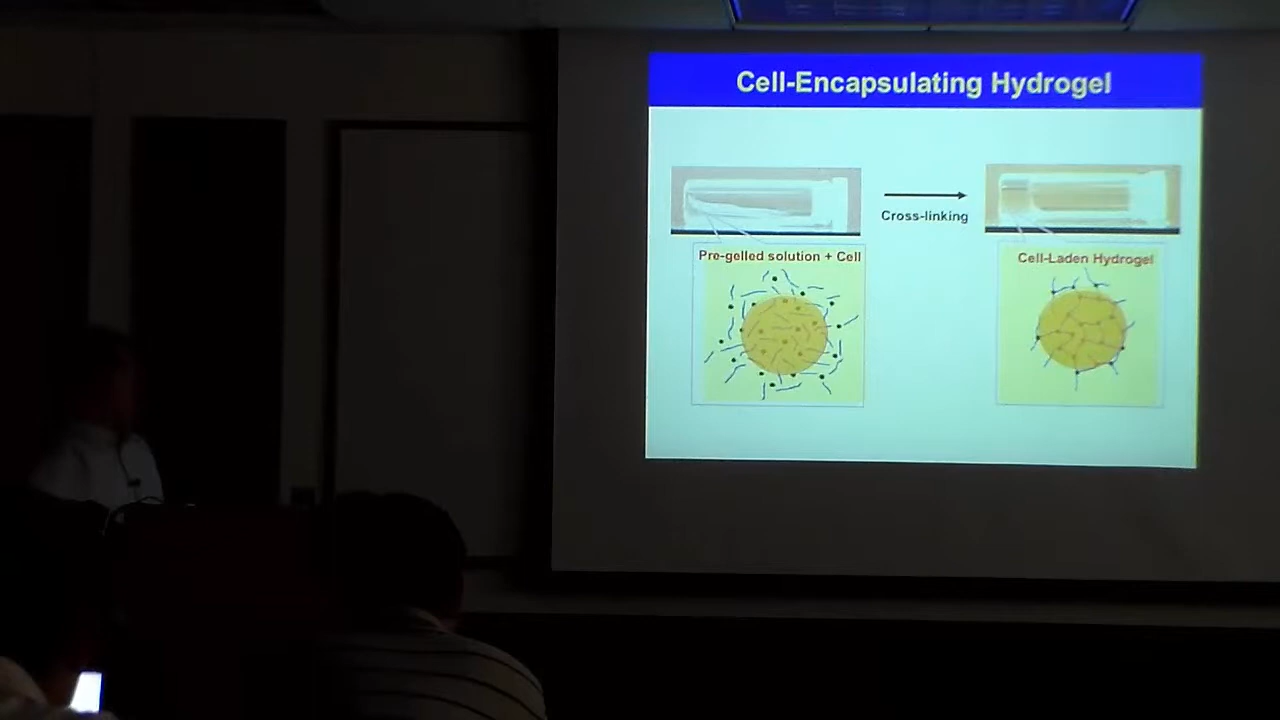 Cell-Encapsulating Hydrogel
Cross-linking
Pre-gelled solution + Cell
Cell-Laden Hydrogel